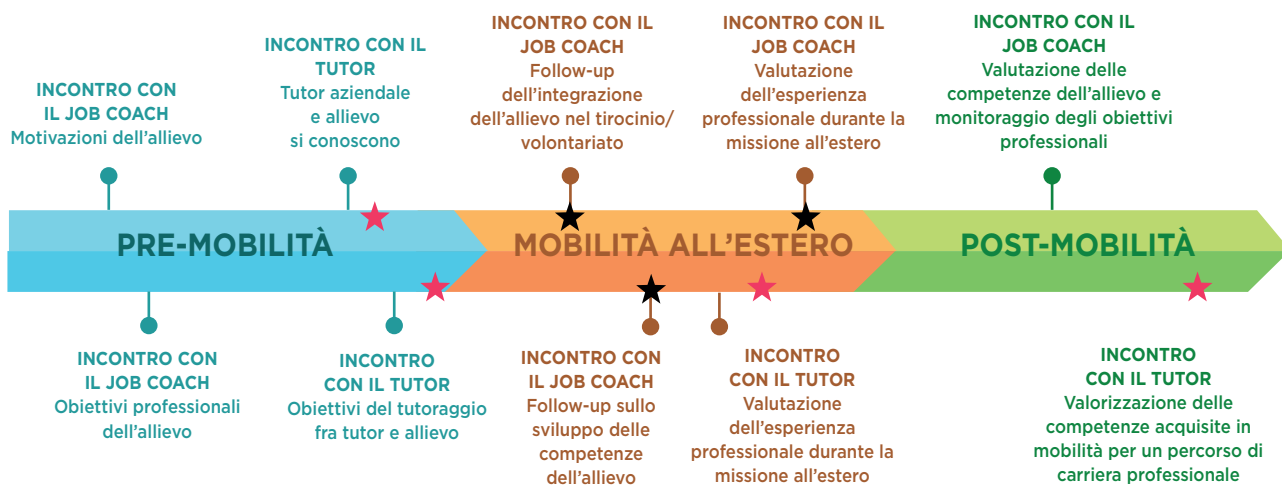 INCONTRO CON
IL JOB COACH
Motivazioni dell'allievo
INCONTRO CON IL
TUTOR
Tutor aziendale
e allievo
si conoscono
INCONTRO CON IL
JOB COACH
Follow-up
dell'integrazione
dell'allievo nel tirocinio/
volontariato
INCONTRO CON IL
JOB COACH
Valutazione
dell'esperienza
professionale durante la
missione all'estero
INCONTRO CON IL
JOB COACH
Valutazione delle
competenze dell'allievo e
monitoraggio degli obiettivi
professionali
PRE-MOBILITÀ
MOBILITÀ ALL'ESTERO
POST-MOBILITÀ
INCONTRO CON
IL JOB COACH
Obiettivi professionali
dell'allievo
INCONTRO
CON IL TUTOR
Obiettivi del tutoraggio
fra tutor e allievo
INCONTRO CON
IL JOB COACH
Follow-up sullo
sviluppo delle
competenze
dell'allievo
INCONTRO
CON IL TUTOR
Valutazione
dell'esperienza
professionale durante la
missione all'estero
INCONTRO
CON IL TUTOR
Valorizzazione delle
competenze acquisite in
mobilità per un percorso di
carriera professionale